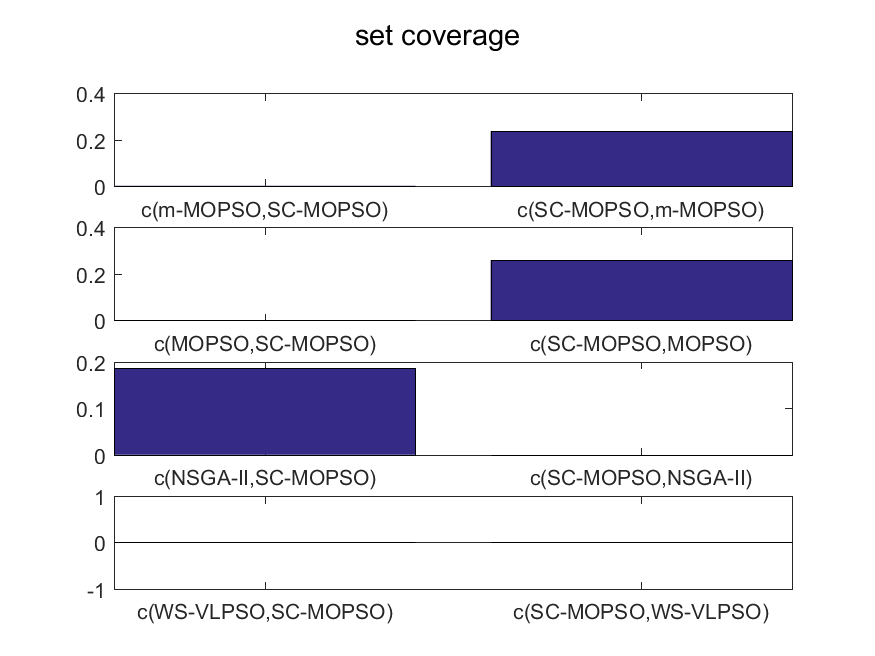 set coverage
0.4
0.2
0
c(m-MOPSO,SC-MOPSO) c(SC-MOPSO,m-MOPSO)
0.4
0.2
0
c(MOPSO,SC-MOPSO) c(SC-MOPSO,MOPSO)
0.2
0.1
0
c(NSGA-II,SC-MOPSO) c(SC-MOPSO,NSGA-II)
1
0
-1
c(WS-VLPSO,SC-MOPSO) c(SC-MOPSO,WS-VLPSO)